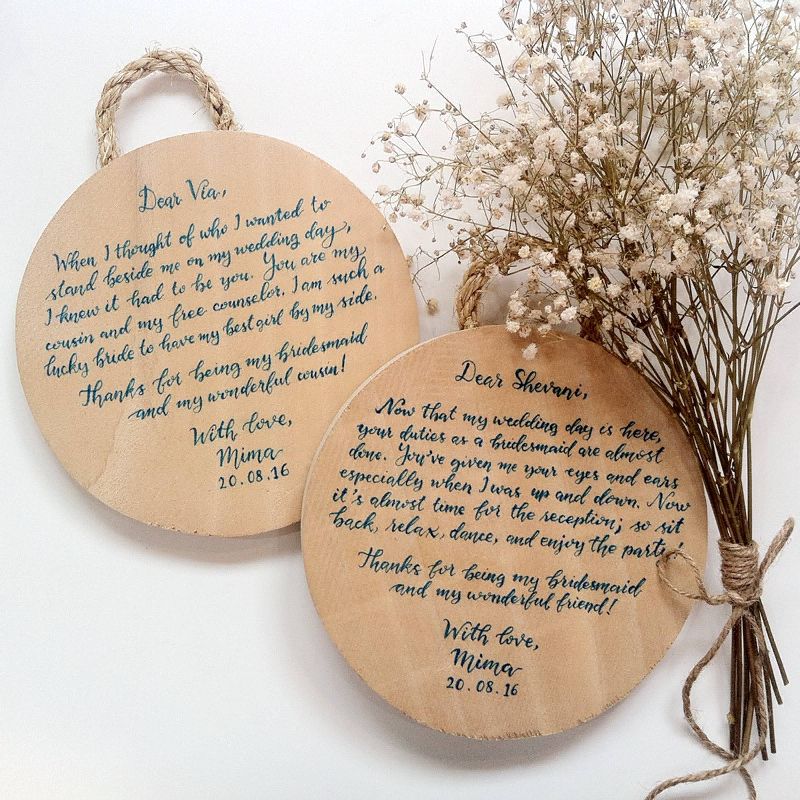 Dear Via,
When I thought of who I wanted to
stand beside me on my wedding day,
I knew it had to be you. You are my
cousin and my free counselor. I am such a
lucky bride to have my best girl by my side.
Thanks for being my bridesmaid
and my wonderful cousin!
With love,
Mima
20.08.16
Dear Shevani,
Now that my wedding day is here,
your duties as a bridesmaid are almost
done. You've given me your eyes and ears
especially when I was up and down. Now
it's almost time for the reception; so sit
back, relax, dance, and enjoy the party.
Thanks for being my bridesmaid
and my wonderful friend!
With love,
Mima
20.08.16